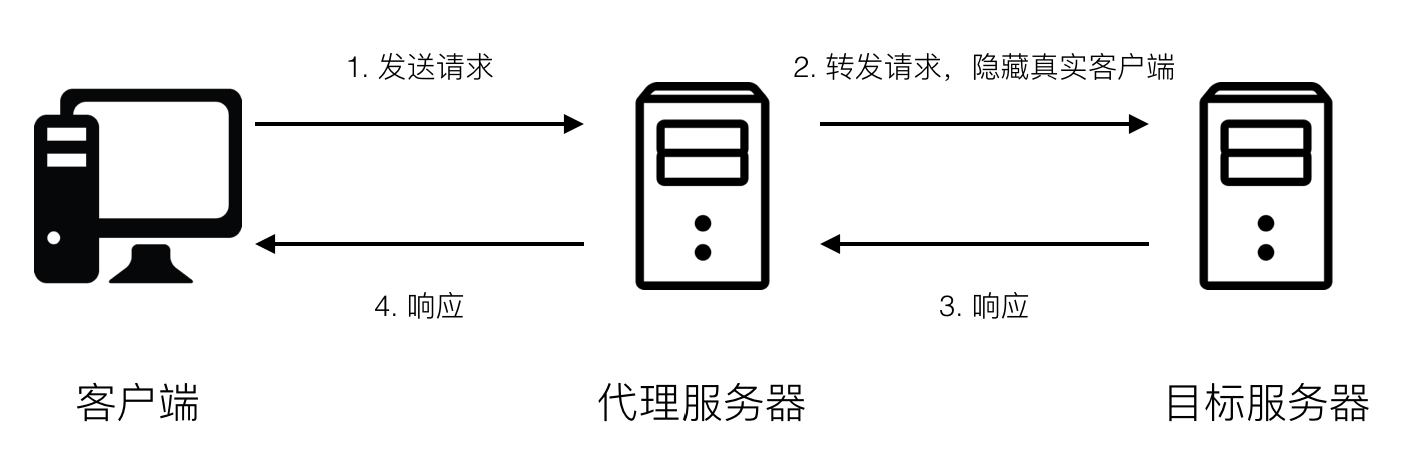 1. 发送请求
2. 转发请求，隐藏真实客户端
4. 响应
3. 响应
客户端
代理服务器
目标服务器